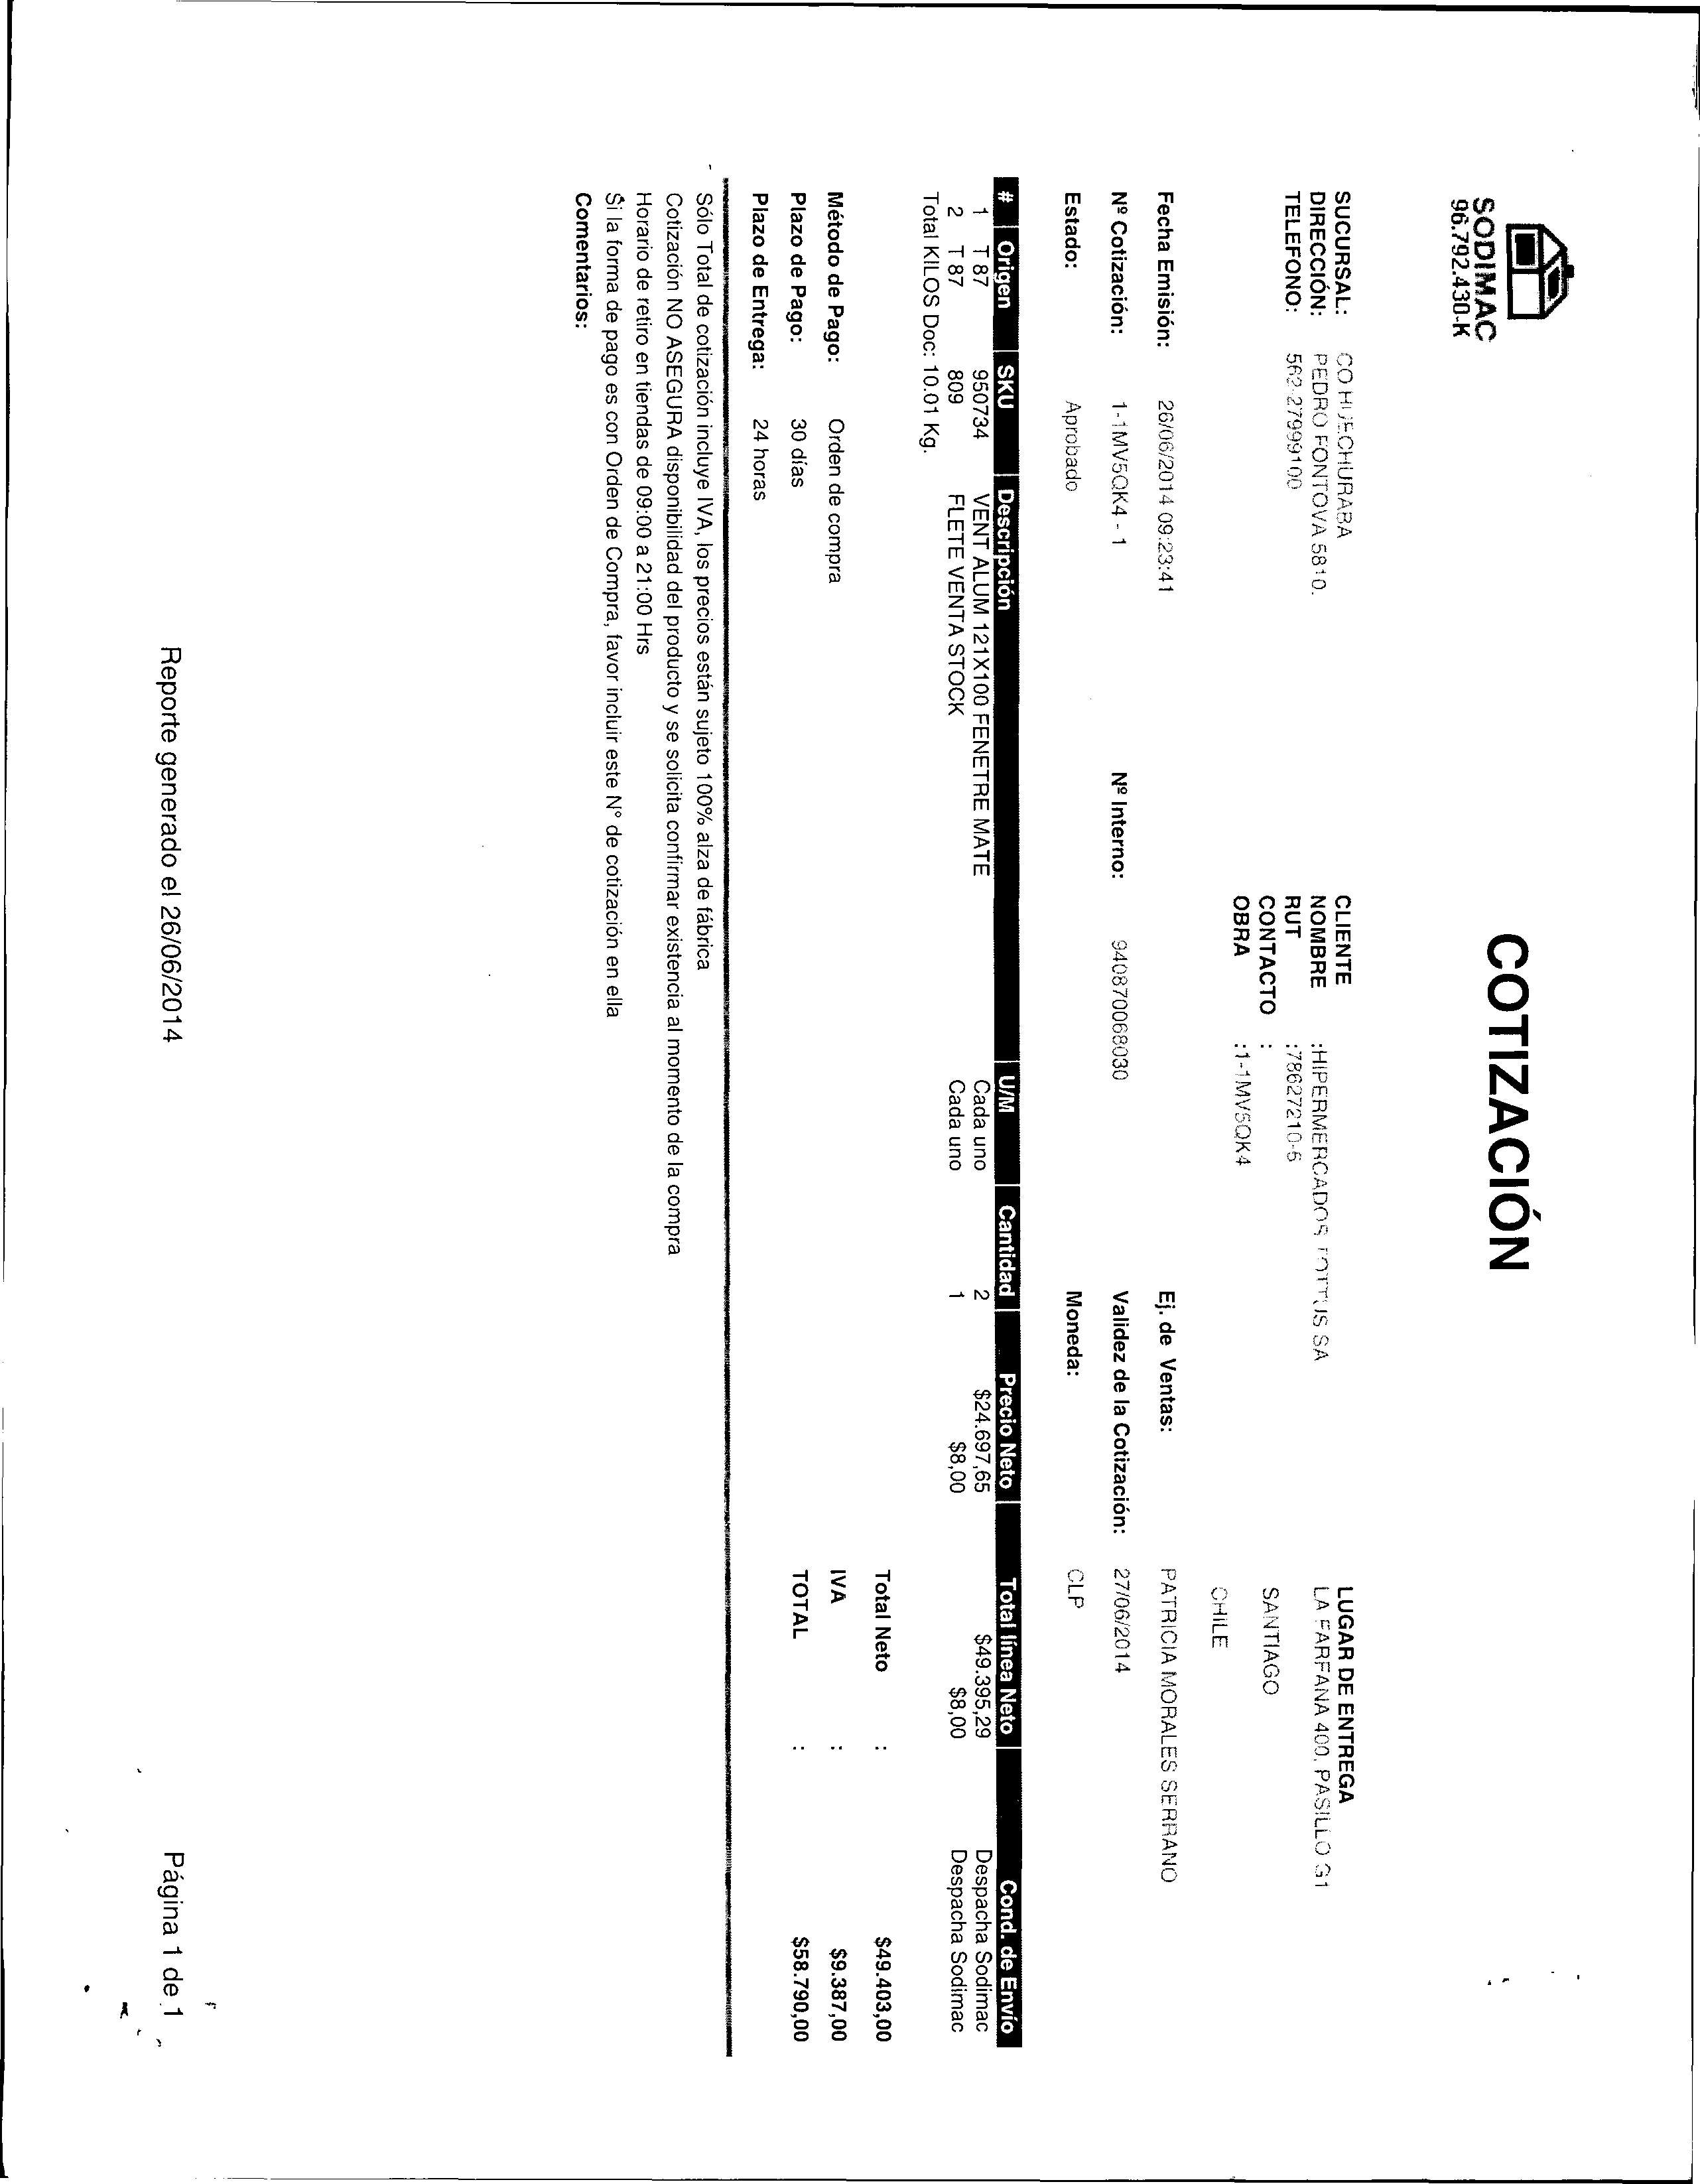 COTIZACIÓN
SODIMAC
96.792.430-K
SUCURSAL: CO HUECHURABA
DIRECCIÓN: PEDRO FONTOVA 5810,
TELEFONO: 562-27999100
CLIENTE
NOMBRE :HIPERMERCADOS TOTTUS SA
RUT :78627210-6
CONTACTO :
OBRA :1-1MV5QK4
LUGAR DE ENTREGA
LA FARFANA 400, PASILLO G1
SANTIAGO
CHILE
Fecha Emisión: 26/06/2014 09:23:41 Ej. de Ventas: PATRICIA MORALES SERRANO
Nº Cotización: 1-1MV5QK4 - 1 Nº Interno: 940870068030 Validez de la Cotización: 27/06/2014
Estado: Aprobado Moneda: CLP
# Origen SKU Descripción U/M Cantidad Precio Neto Total línea Neto Cond. de Envío
1 T 87 950734 VENT ALUM 121X100 FENETRE MATE Cada uno 2 $24.697,65 $49.395,29 Despacha Sodimac
2 T 87 809 FLETE VENTA STOCK Cada uno 1 $8,00 $8,00 Despacha Sodimac
Total KILOS Doc: 10.01 Kg.
Total Neto : $49.403,00
Método de Pago: Orden de compra IVA : $9.387,00
Plazo de Pago: 30 días TOTAL : $58.790,00
Plazo de Entrega: 24 horas
Sólo Total de cotización incluye IVA, los precios están sujeto 100% alza de fábrica
Cotización NO ASEGURA disponibilidad del producto y se solicita confirmar existencia al momento de la compra
Horario de retiro en tiendas de 09:00 a 21:00 Hrs
Si la forma de pago es con Orden de Compra, favor incluir este N° de cotización en ella
Comentarios:
Reporte generado el 26/06/2014 Página 1 de 1